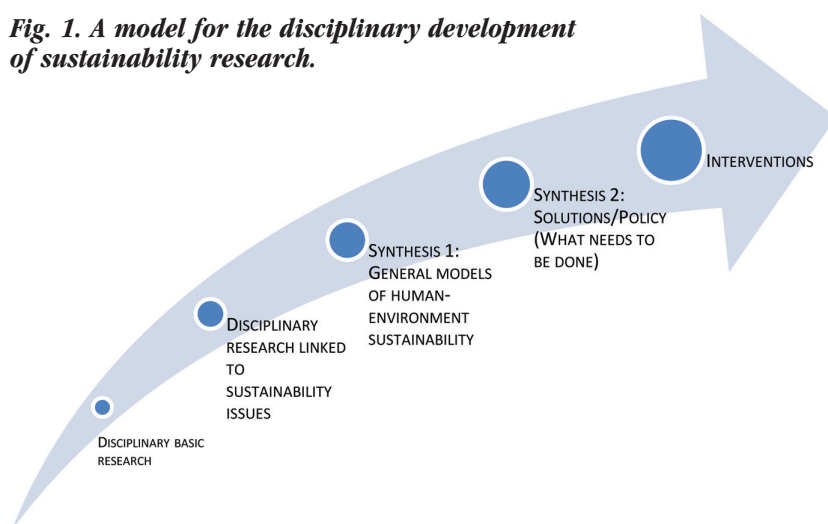 Fig. 1. A model for the disciplinary development
of sustainability research.
INTERVENTIONS
SYNTHESIS 2:
SOLUTIONS/POLICY
(WHAT NEEDS TO
BE DONE)
SYNTHESIS 1:
GENERAL MODELS
OF HUMAN-
ENVIRONMENT
SUSTAINABILITY
DISCIPLINARY
RESEARCH LINKED
TO
SUSTAINABILITY
ISSUES
DISCIPLINARY BASIC
RESEARCH